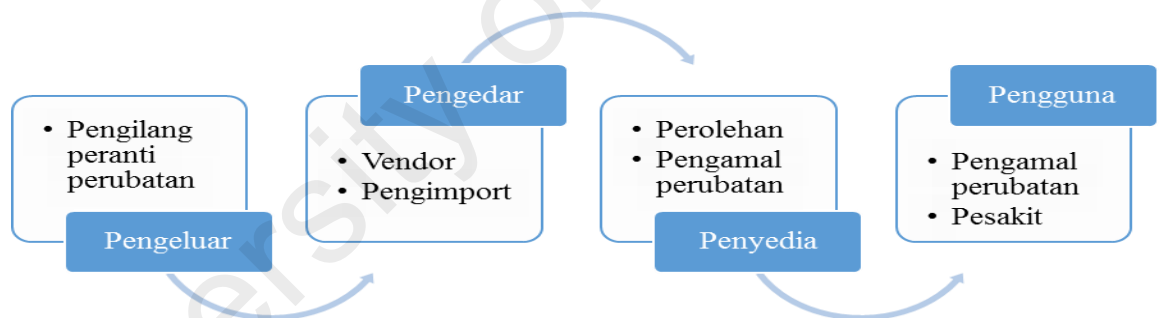 • Pengilang
peranti
perubatan
Pengeluar
Pengedar
• Vendor
• Pengimport
• Perolehan
• Pengamal
perubatan
Penyedia
Pengguna
• Pengamal
perubatan
• Pesakit